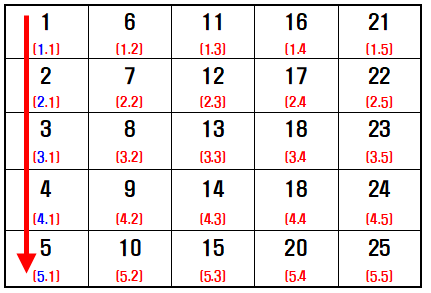 1 6 11 16 21
(1.1) (1.2) (1.3) (1.4 (1.5)
2 7 12 17 22
(2.1) (2.2) (2.3) (2.4 (2.5)
3 8 13 18 23
(3.1) (3.2) (3.3) (3.4 (3.5)
4 9 14 18 24
(4.1) (4.2) (4.3) (4.4 (4.5)
5 10 15 20 25
(5.1) (5.2) (5.3) (5.4 (5.5)